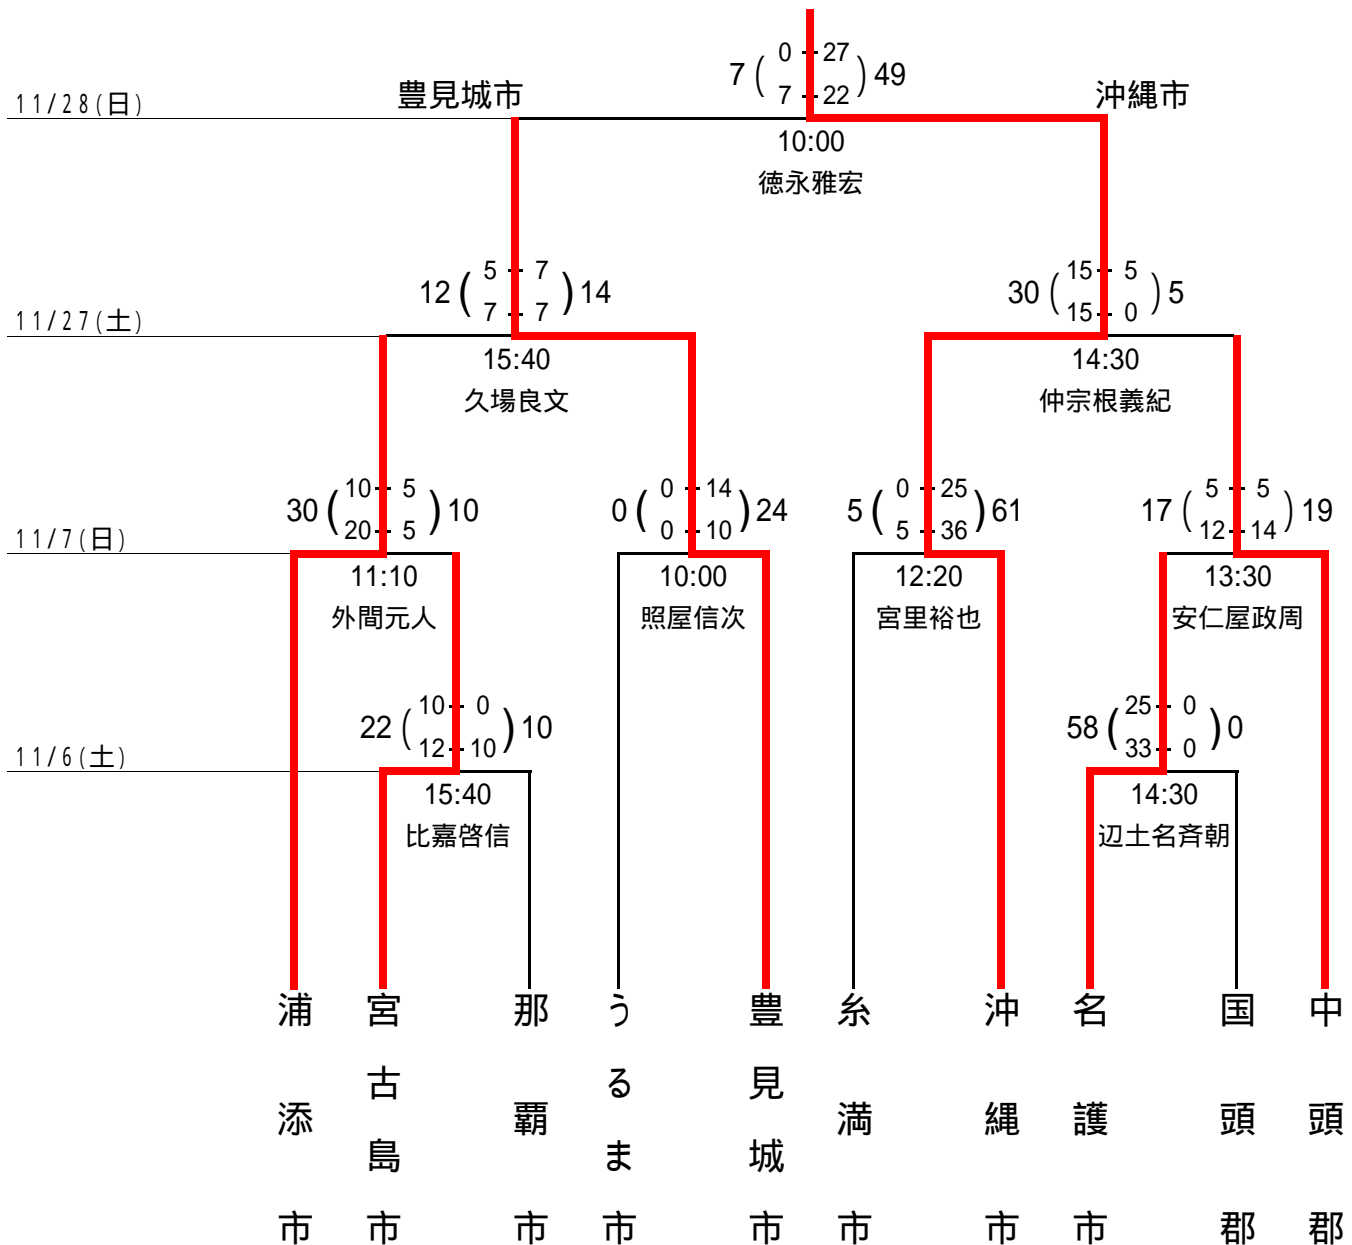 0 27
7 ( ) 49
7 22
豊見城市
沖縄市
11/28(日)
10:00
徳永雅宏
5 7
12 ( ) 14
7 7
15 5
30 ( ) 5
15 0
11/27(土)
15:40
久場良文
14:30
仲宗根義紀
10 5
30 ( ) 10
20 5
0 14
0 ( ) 24
0 10
0 25
5 ( ) 61
5 36
5 5
17 ( ) 19
12 14
11/7(日)
11:10
外間元人
10:00
照屋信次
12:20
宮里裕也
13:30
安仁屋政周
10 0
22 ( ) 10
12 10
25 0
58 ( ) 0
33 0
11/6(土)
15:40
比嘉啓信
14:30
辺土名斉朝
浦添市
宮古島市
那覇市
うるま市
豊見城市
糸満市
沖縄市
名護市
国頭郡
中頭郡